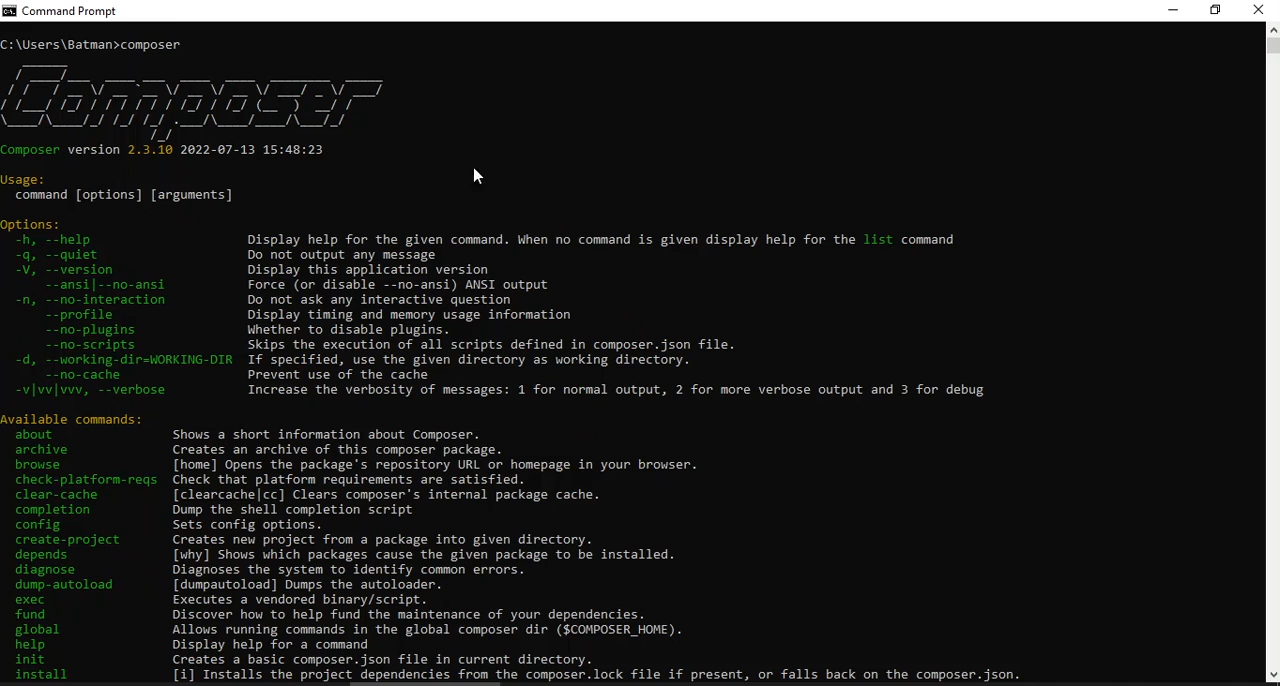 Command Prompt
C:\Users\Batman>composer
Composer
Composer version 2.3.10 2022-07-13 15:48:23
Usage:
command [options] [arguments]
Options:
-h, --help Display help for the given command. When no command is given display help for the list command
-q, --quiet Do not output any message
-V, --version Display this application version
--ansi|--no-ansi Force (or disable --no-ansi) ANSI output
-n, --no-interaction Do not ask any interactive question
--profile Display timing and memory usage information
--no-plugins Whether to disable plugins.
--no-scripts Skips the execution of all scripts defined in composer.json file.
-d, --working-dir=WORKING-DIR If specified, use the given directory as working directory.
--no-cache Prevent use of the cache
-v|vv|vvv, --verbose Increase the verbosity of messages: 1 for normal output, 2 for more verbose output and 3 for debug
Available commands:
about Shows a short information about Composer.
archive Creates an archive of this composer package.
browse [home] Opens the package's repository URL or homepage in your browser.
check-platform-reqs Check that platform requirements are satisfied.
clear-cache [clearcache|cc] Clears composer's internal package cache.
completion Dump the shell completion script
config Sets config options.
create-project Creates new project from a package into given directory.
depends [why] Shows which packages cause the given package to be installed.
diagnose Diagnoses the system to identify common errors.
dump-autoload [dumpautoload] Dumps the autoloader.
exec Executes a vendored binary/script.
fund Discover how to help fund the maintenance of your dependencies.
global Allows running commands in the global composer dir ($COMPOSER_HOME).
help Display help for a command
init Creates a basic composer.json file in current directory.
install [i] Installs the project dependencies from the composer.lock file if present, or falls back on the composer.json.